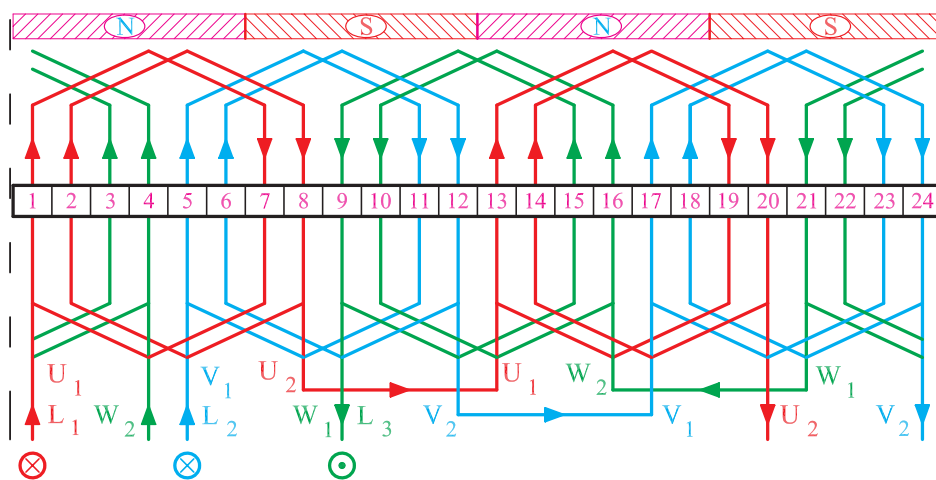 N S N S
1 2 3 4 5 6 7 8 9 10 11 12 13 14 15 16 17 18 19 20 21 22 23 24
U1 V1 U2 U1 W2 W1
L1 W2 L2 W1 L3 V2 V1 U2 V2